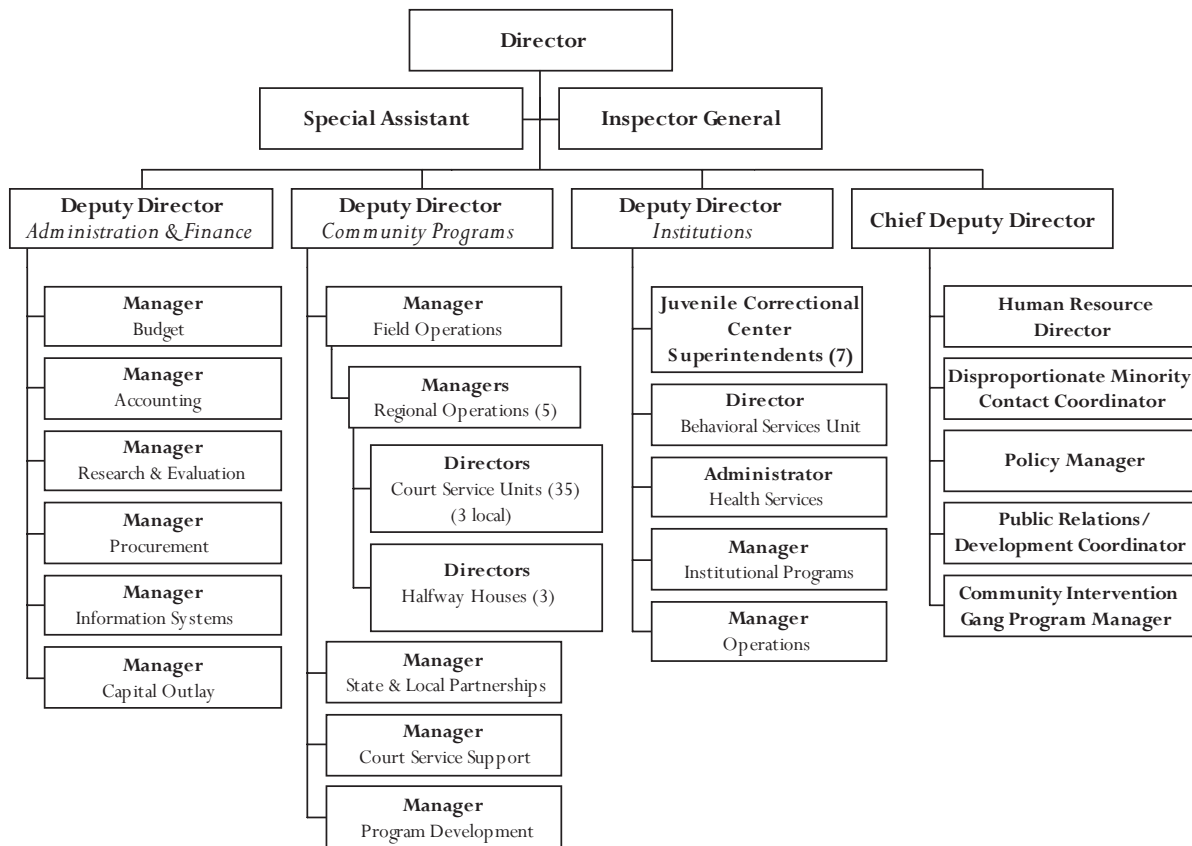 Director
Special Assistant
Inspector General
Deputy Director
Administration & Finance
Deputy Director
Community Programs
Deputy Director
Institutions
Chief Deputy Director
Manager
Budget
Manager
Accounting
Manager
Research & Evaluation
Manager
Procurement
Manager
Information Systems
Manager
Capital Outlay
Manager
Field Operations
Managers
Regional Operations (5)
Directors
Court Service Units (35)
(3 local)
Directors
Halfway Houses (3)
Manager
State & Local Partnerships
Manager
Court Service Support
Manager
Program Development
Juvenile Correctional
Center
Superintendents (7)
Director
Behavioral Services Unit
Administrator
Health Services
Manager
Institutional Programs
Manager
Operations
Human Resource
Director
Disproportionate Minority
Contact Coordinator
Policy Manager
Public Relations/
Development Coordinator
Community Intervention
Gang Program Manager